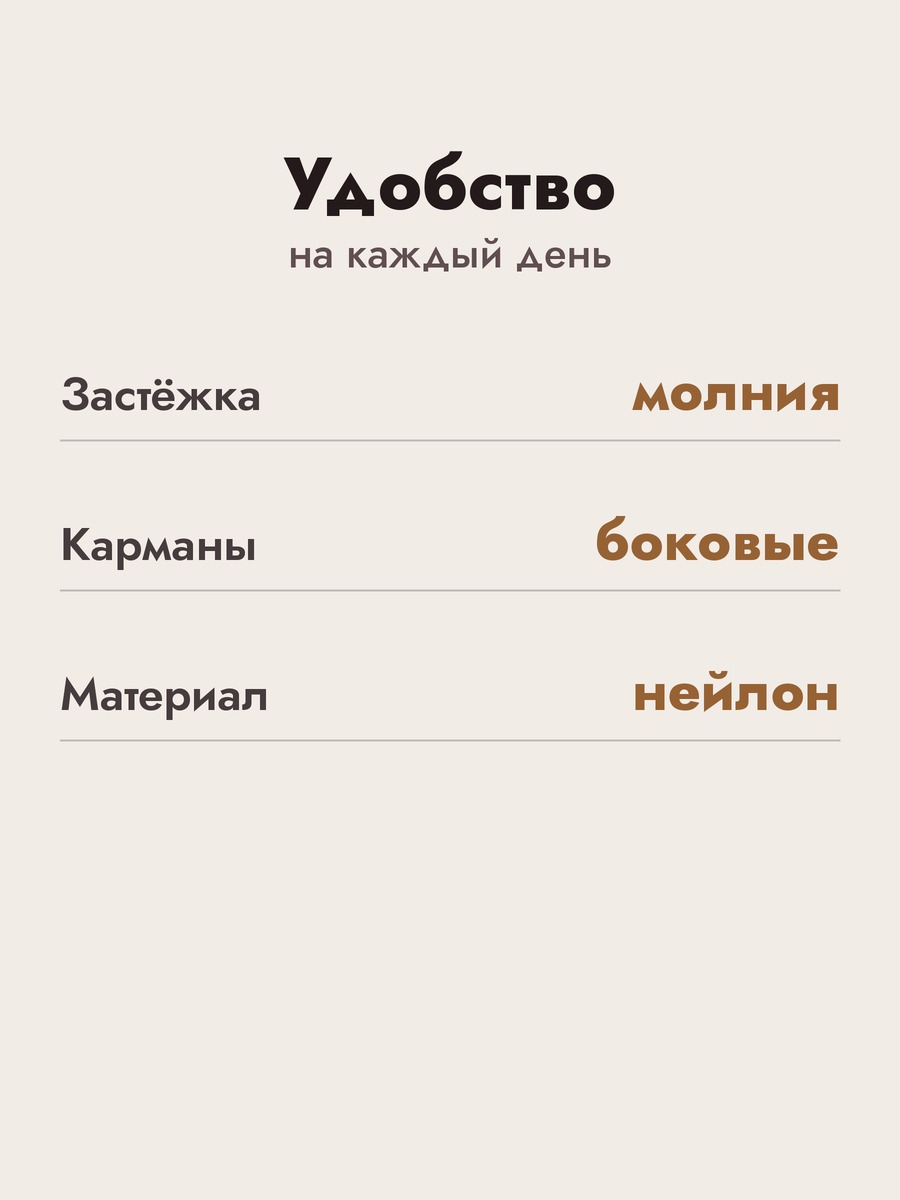 Удобство
на каждый день
Застёжка молния
Карманы боковые
Материал нейлон